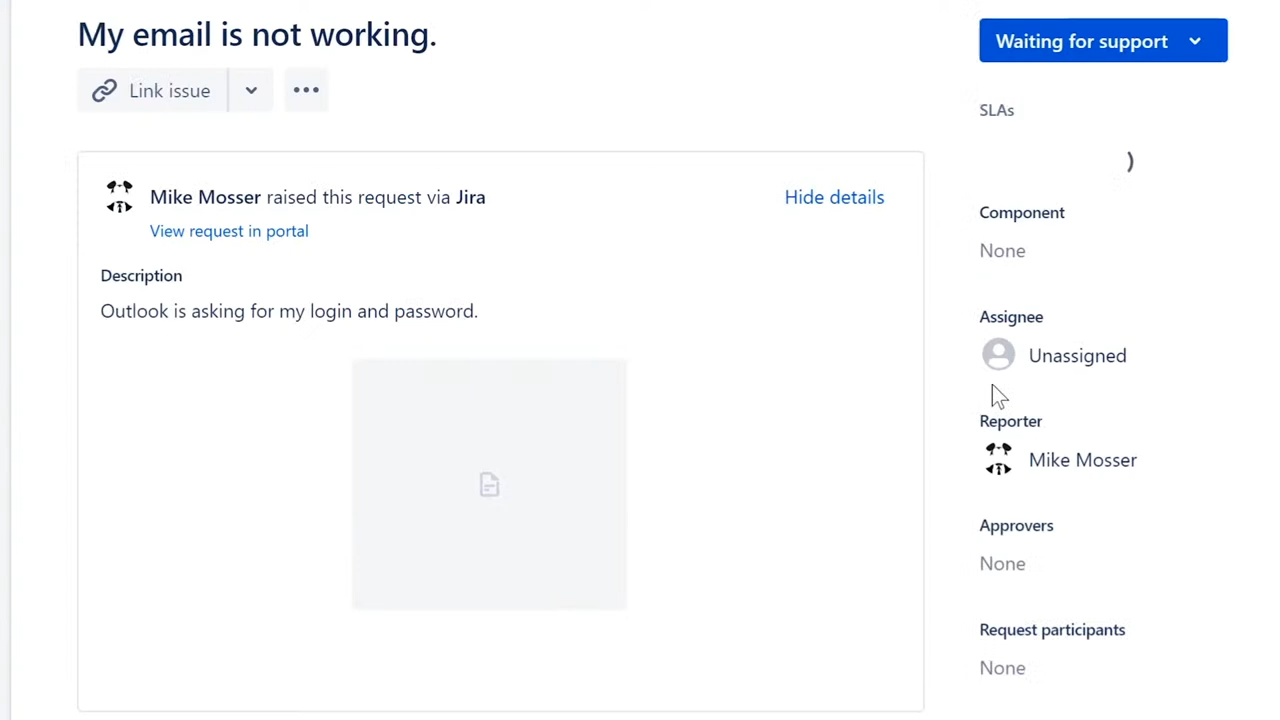 My email is not working.
Waiting for support
Link issue
SLAs
Mike Mosser raised this request via Jira
Hide details
View request in portal
Component
None
Description
Outlook is asking for my login and password.
Assignee
Unassigned
Reporter
Mike Mosser
Approvers
None
Request participants
None